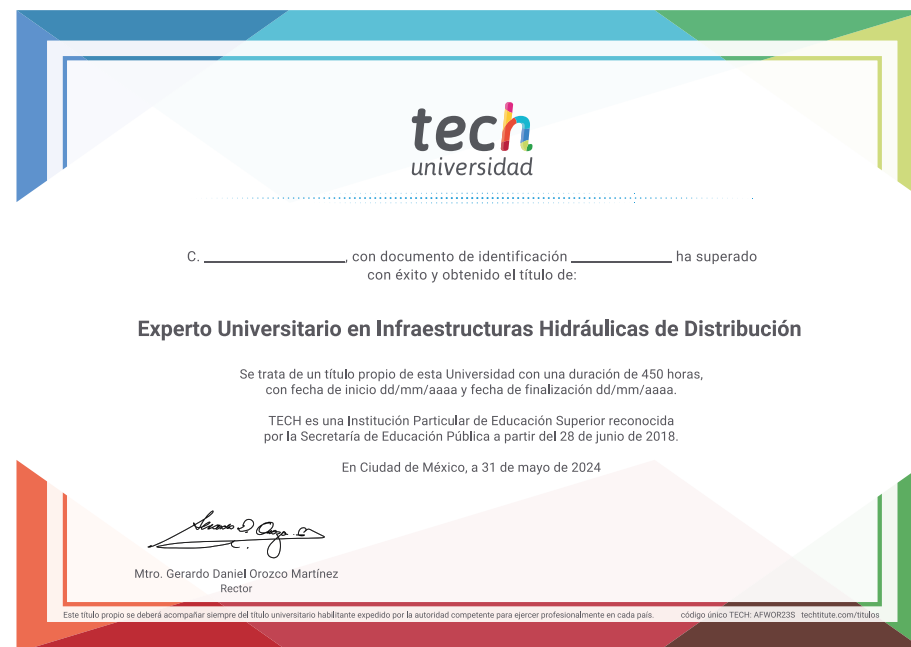 tech
universidad
C. ____________, con documento de identificación ____________ ha superado
con éxito y obtenido el título de:
Experto Universitario en Infraestructuras Hidráulicas de Distribución
Se trata de un título propio de esta Universidad con una duración de 450 horas,
con fecha de inicio dd/mm/aaaa y fecha de finalización dd/mm/aaaa.
TECH es una Institución Particular de Educación Superior reconocida
por la Secretaría de Educación Pública a partir del 28 de junio de 2018.
En Ciudad de México, a 31 de mayo de 2024
Mtro. Gerardo Daniel Orozco Martínez
Rector
Este título propio se deberá acompañar siempre del título universitario habilitante expedido por la autoridad competente para ejercer profesionalmente en cada país. código único TECH: AFWOR23S techtitute.com/titulos